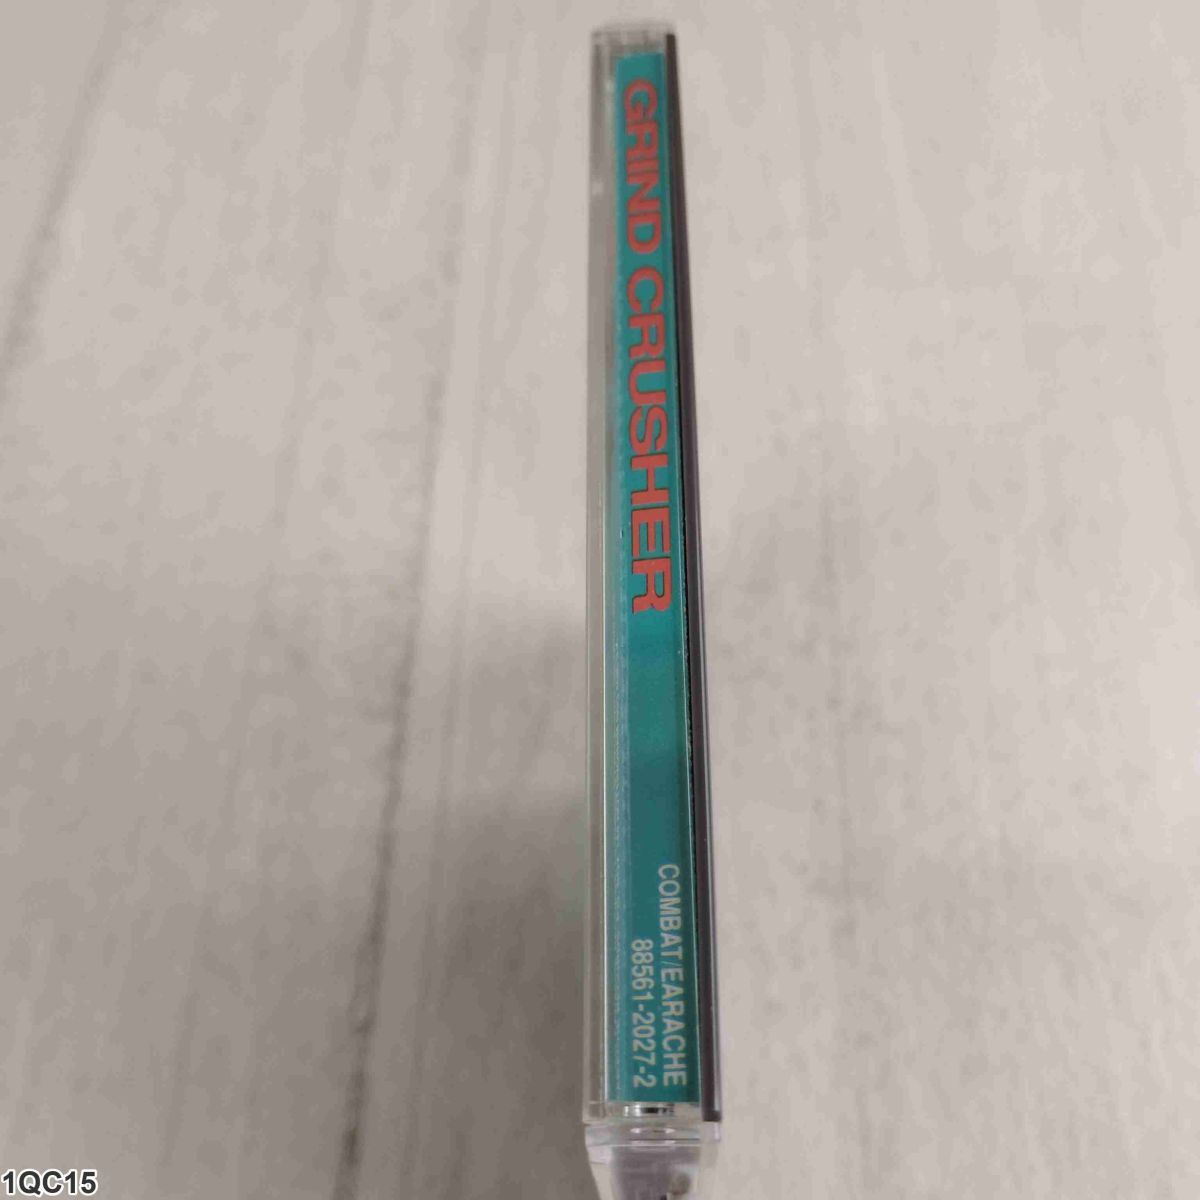 GRIND CRUSHER
COMBAT/EARACHE
88561-2027-2
1QC15